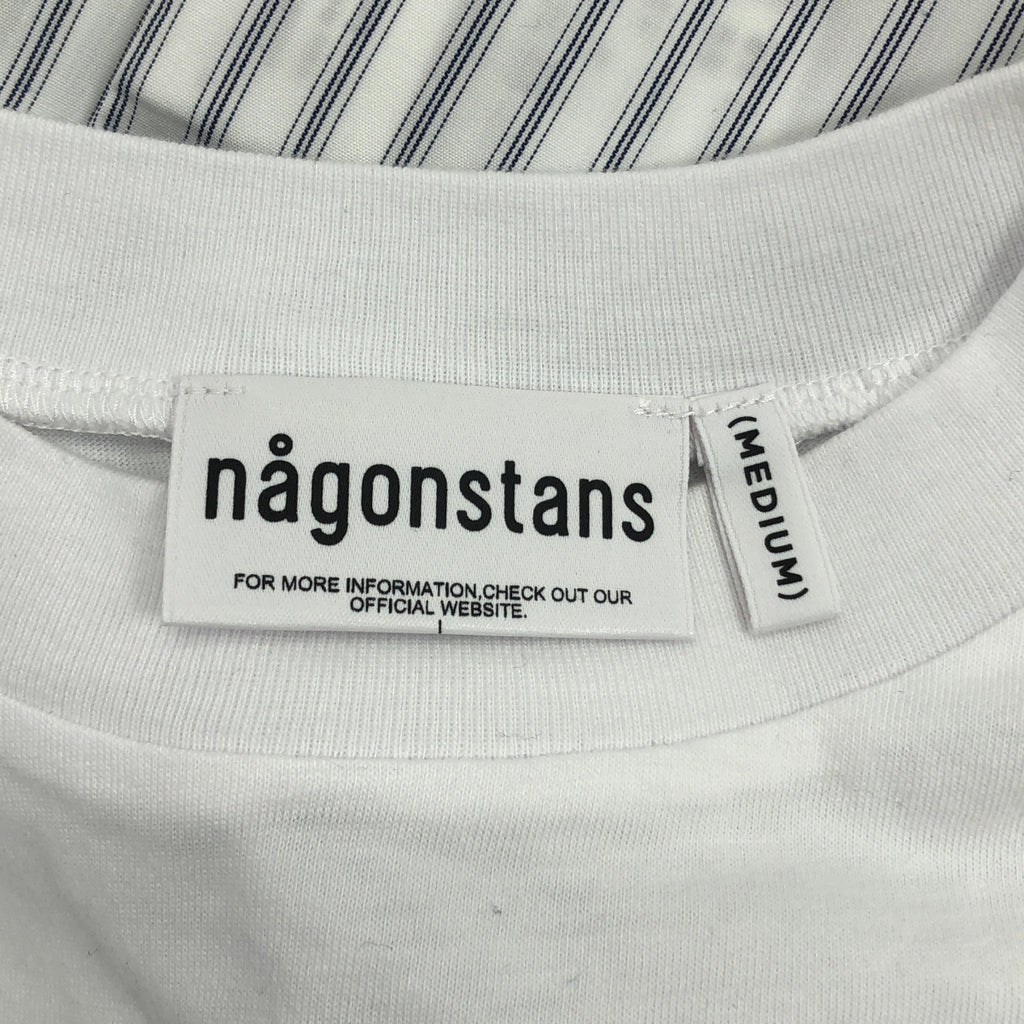 någonstans
FOR MORE INFORMATION,CHECK OUT OUR
OFFICIAL WEBSITE.
(MEDIUM)